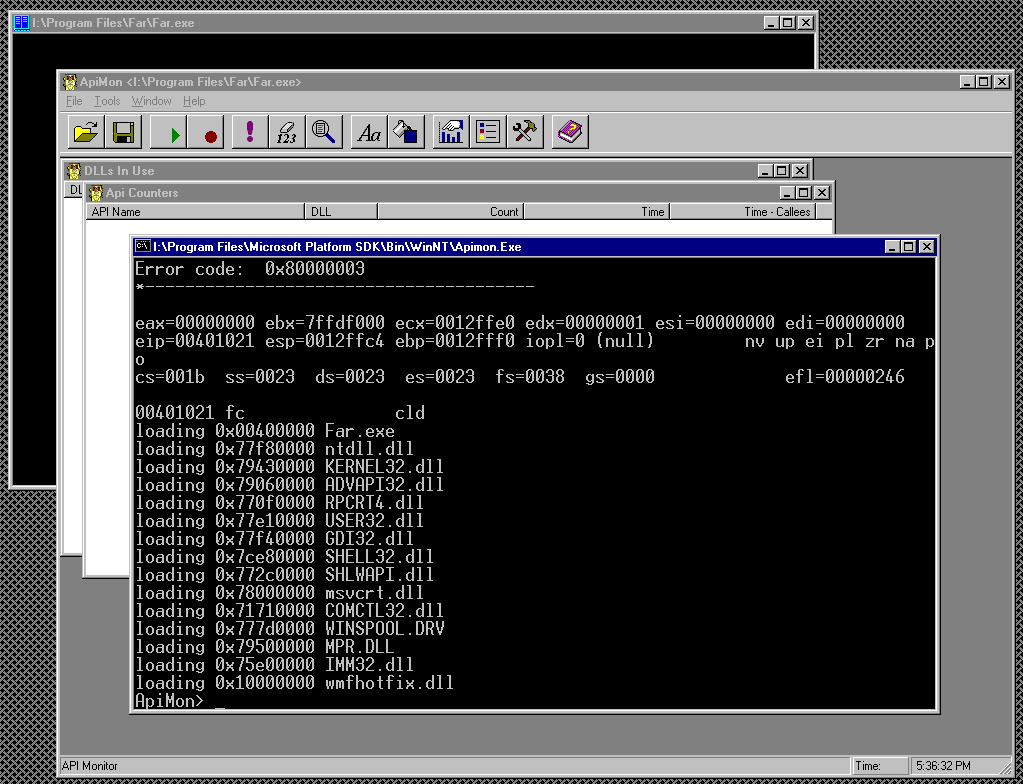 I:\Program Files\Far\Far.exe
ApiMon <I:\Program Files\Far\Far.exe>
File Tools Window Help
123
Aa
DLLs In Use
DL
Api Counters
API Name DLL Count Time Time - Callees
I:\Program Files\Microsoft Platform SDK\Bin\WinNT\Apimon.Exe
Error code:  0x80000003
*---------------------------------------
eax=00000000 ebx=7ffdf000 ecx=0012ffe0 edx=00000001 esi=00000000 edi=00000000
eip=00401021 esp=0012ffc4 ebp=0012fff0 iopl=0 (null)         nv up ei pl zr na p
o
cs=001b  ss=0023  ds=0023  es=0023  fs=0038  gs=0000             efl=00000246
00401021 fc               cld
loading 0x00400000 Far.exe
loading 0x77f80000 ntdll.dll
loading 0x79430000 KERNEL32.dll
loading 0x79060000 ADVAPI32.dll
loading 0x770f0000 RPCRT4.dll
loading 0x77e10000 USER32.dll
loading 0x77f40000 GDI32.dll
loading 0x7ce80000 SHELL32.dll
loading 0x772c0000 SHLWAPI.dll
loading 0x78000000 msvcrt.dll
loading 0x71710000 COMCTL32.dll
loading 0x777d0000 WINSPOOL.DRV
loading 0x79500000 MPR.DLL
loading 0x75e00000 IMM32.dll
loading 0x10000000 wmfhotfix.dll
ApiMon> _
API Monitor Time: 5:36:32 PM